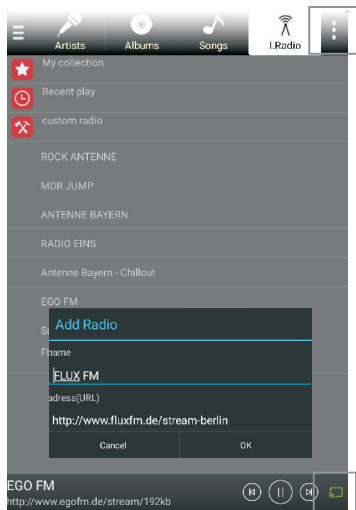 Artists Albums Songs I.Radio
My collection
Recent play
custom radio
ROCK ANTENNE
MDR JUMP
ANTENNE BAYERN
RADIO EINS
Antenne Bayern - Chillout
EGO FM
Add Radio
name
FLUX FM
adress(URL)
http://www.fluxfm.de/stream-berlin
Cancel OK
EGO FM
http://www.egofm.de/stream/192kb